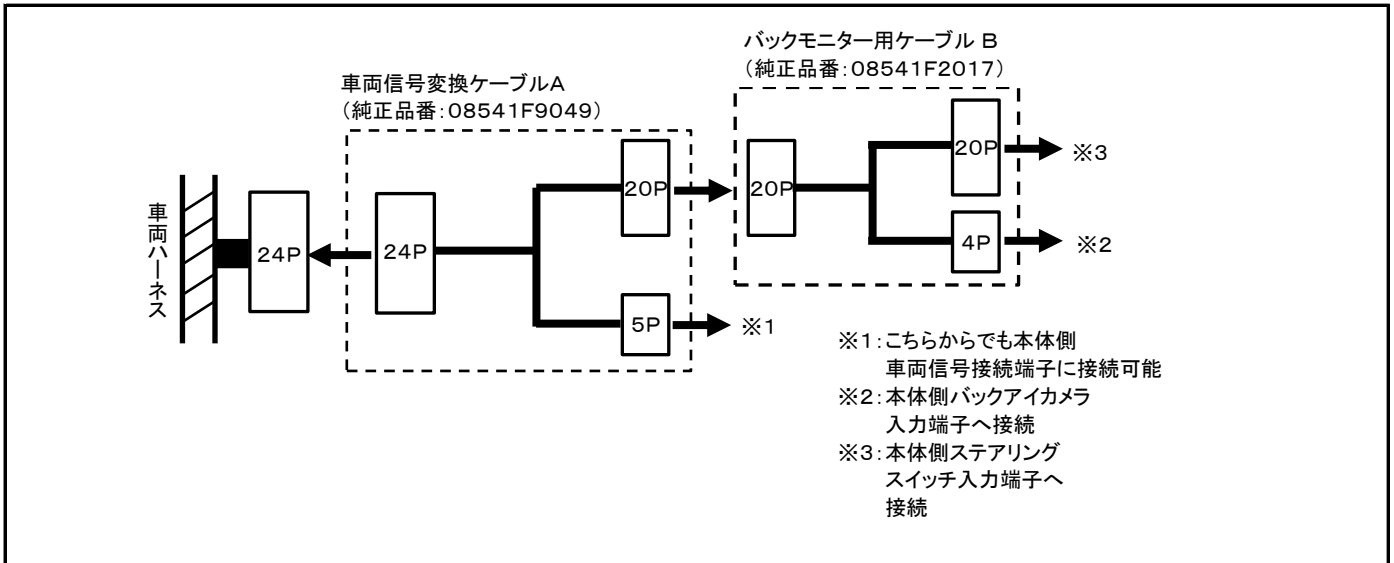 バックモニター用ケーブル B
(純正品番:08541F2017)
車両信号変換ケーブルA
(純正品番:08541F9049)
車両ハーネス
24P
24P
20P
5P
※1
20P
20P
※3
4P
※2
※1:こちらからでも本体側
車両信号接続端子に接続可能
※2:本体側バックアイカメラ
入力端子へ接続
※3:本体側ステアリング
スイッチ入力端子へ
接続